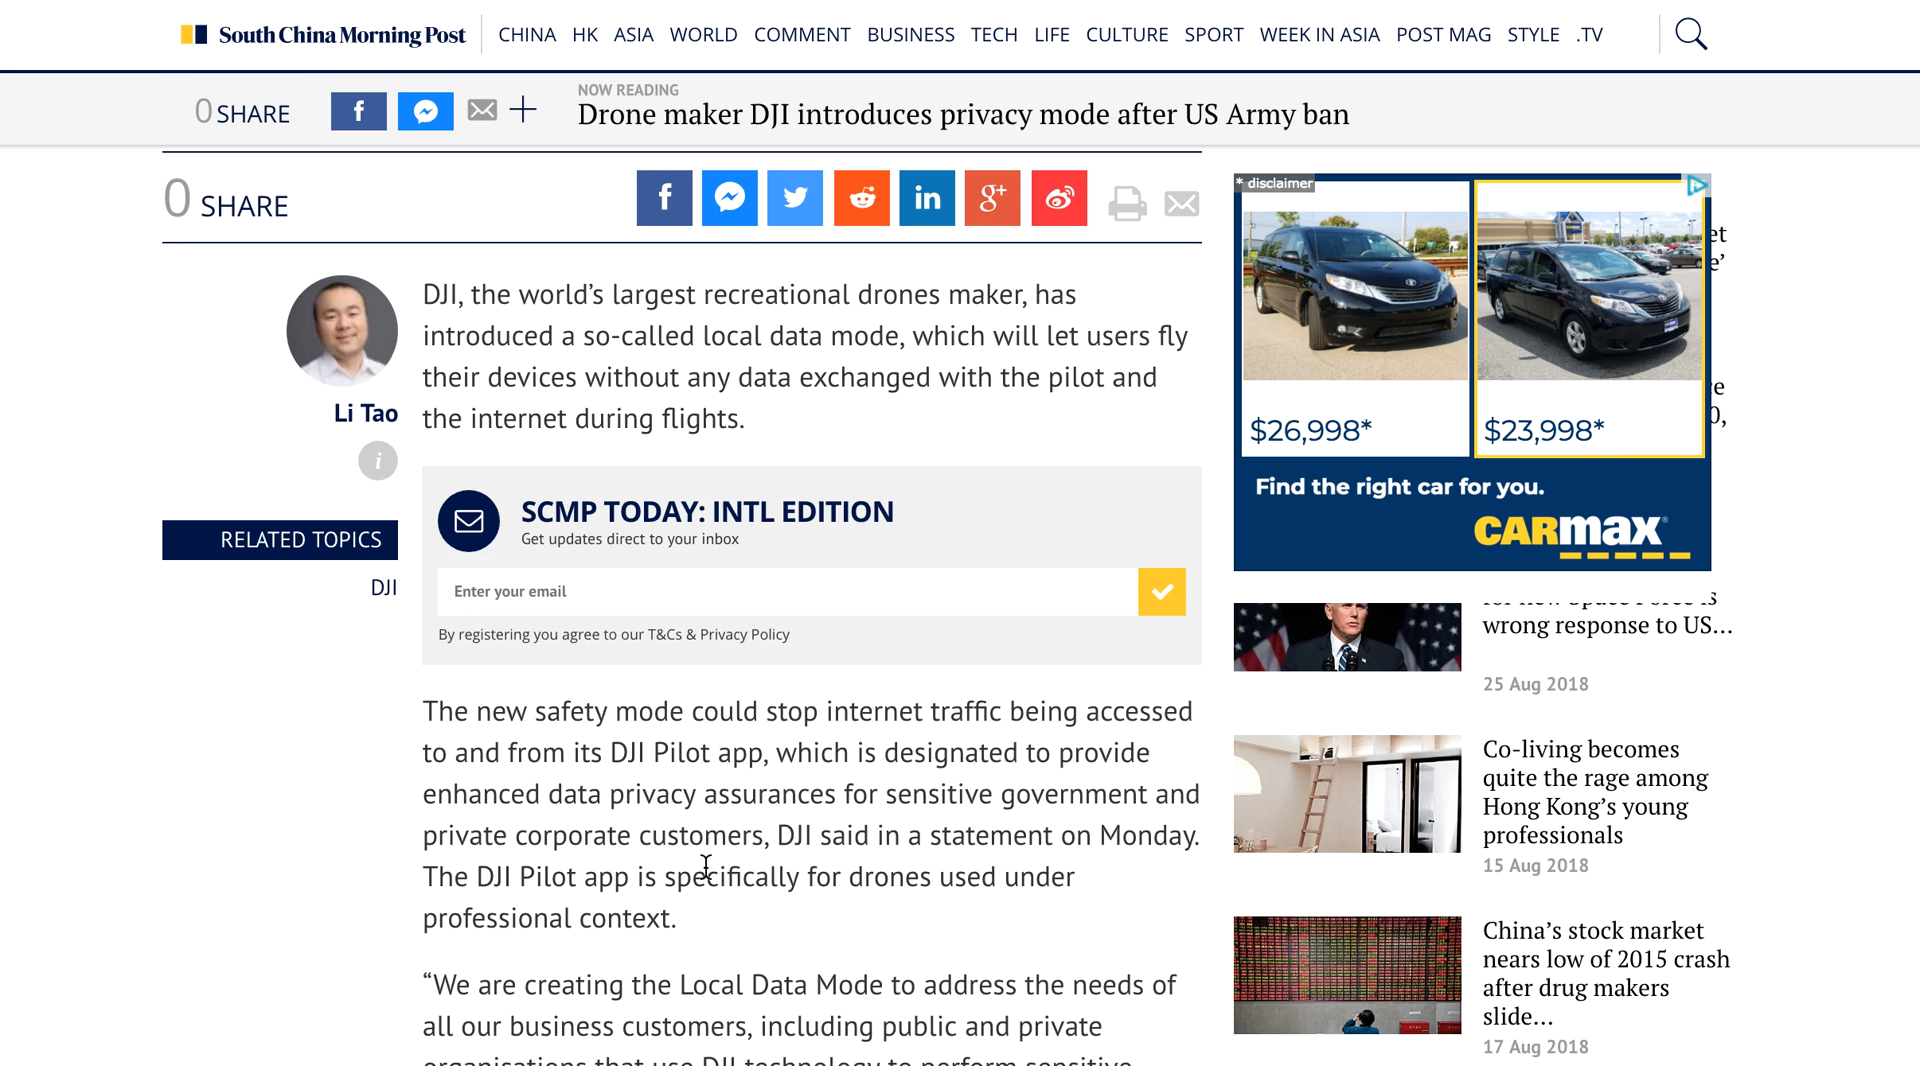 South China Morning Post
CHINA HK ASIA WORLD COMMENT BUSINESS TECH LIFE CULTURE SPORT WEEK IN ASIA POST MAG STYLE .TV
0 SHARE
NOW READING
Drone maker DJI introduces privacy mode after US Army ban
0 SHARE
Li Tao
RELATED TOPICS
DJI
DJI, the world’s largest recreational drones maker, has
introduced a so-called local data mode, which will let users fly
their devices without any data exchanged with the pilot and
the internet during flights.
SCMP TODAY: INTL EDITION
Get updates direct to your inbox
Enter your email
By registering you agree to our T&Cs & Privacy Policy
The new safety mode could stop internet traffic being accessed
to and from its DJI Pilot app, which is designated to provide
enhanced data privacy assurances for sensitive government and
private corporate customers, DJI said in a statement on Monday.
The DJI Pilot app is specifically for drones used under
professional context.
“We are creating the Local Data Mode to address the needs of
all our business customers, including public and private
organisations that use DJI technology to perform sensitive
* disclaimer
$26,998*
$23,998*
Find the right car for you.
CARmax
for new Space Force is
wrong response to US...
25 Aug 2018
Co-living becomes
quite the rage among
Hong Kong’s young
professionals
15 Aug 2018
China’s stock market
nears low of 2015 crash
after drug makers
slide...
17 Aug 2018